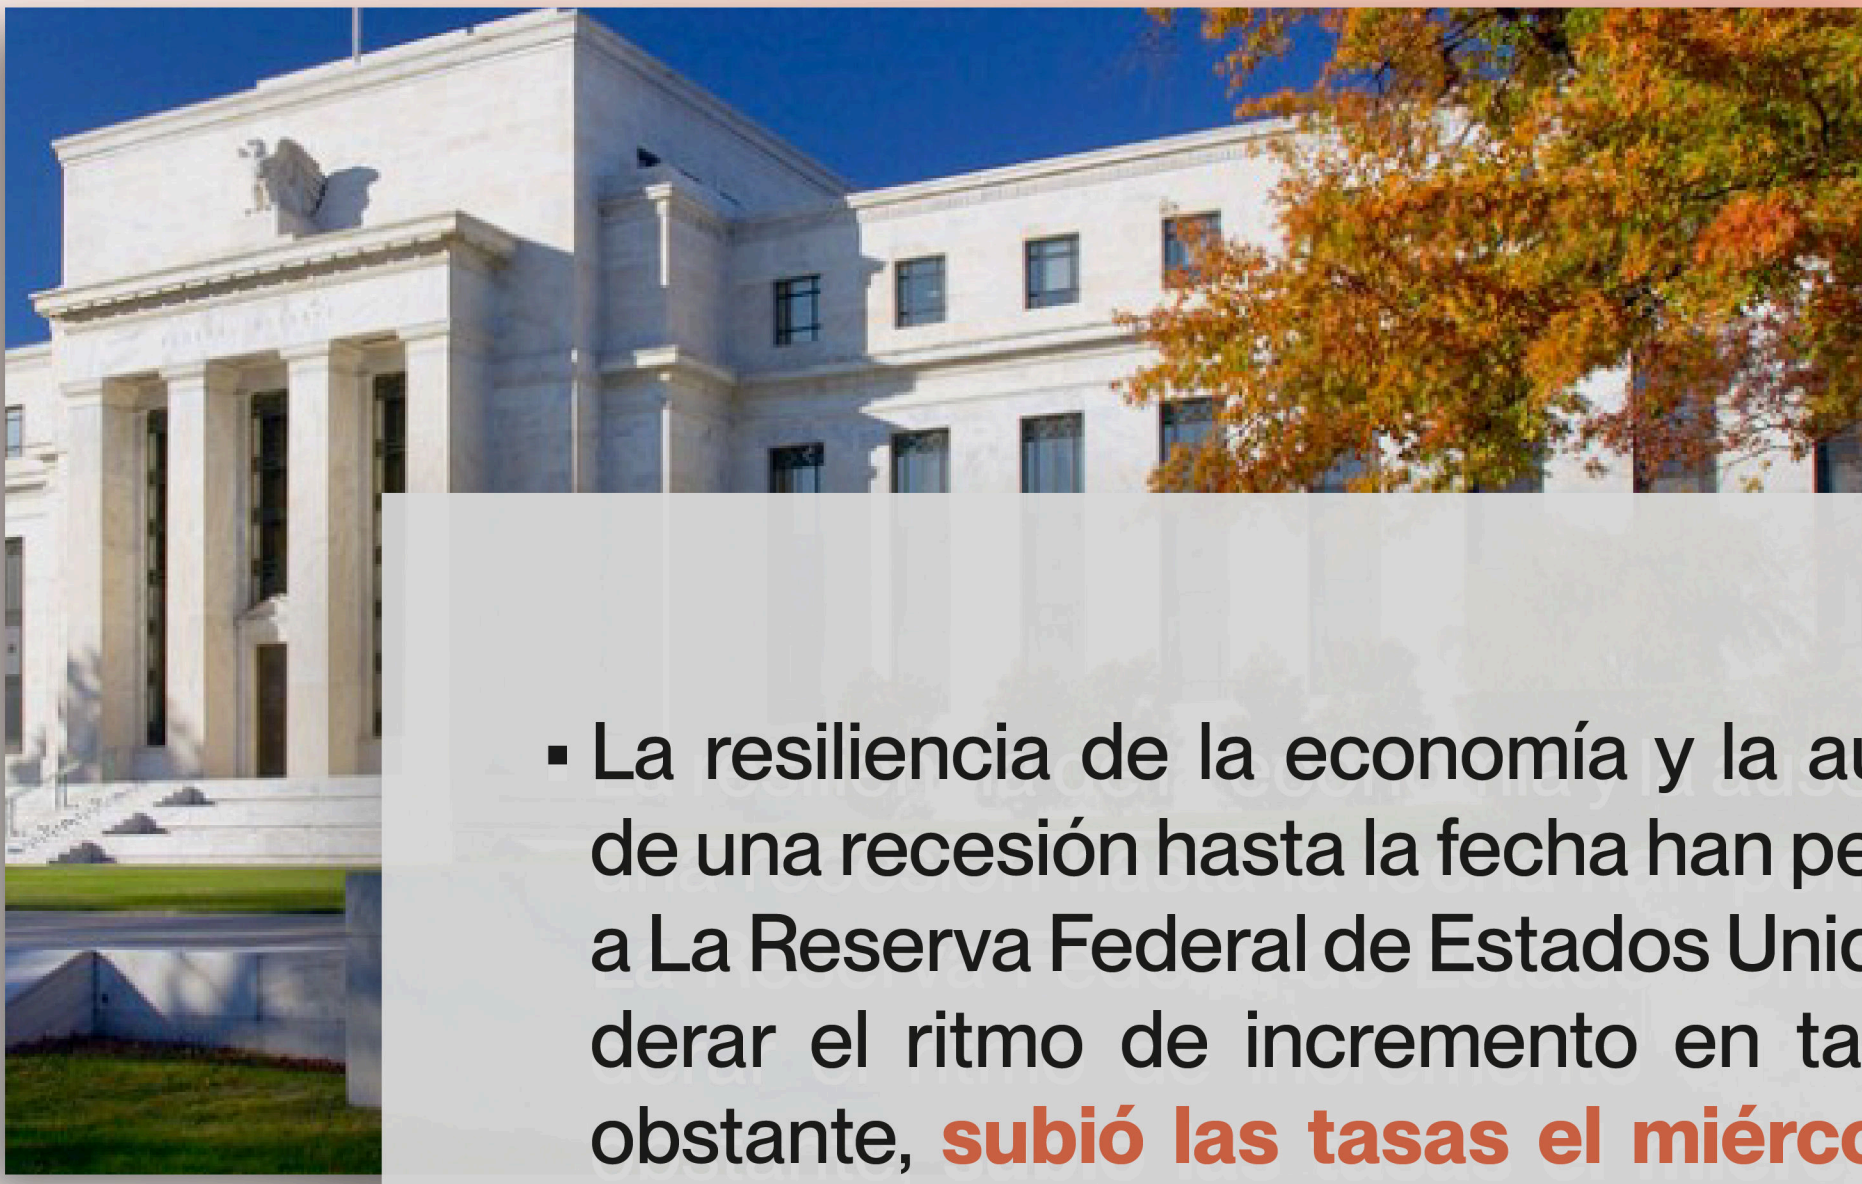 ▪ La resiliencia de la economía y la au
de una recesión hasta la fecha han pe
a La Reserva Federal de Estados Unid
derar el ritmo de incremento en ta
obstante, subió las tasas el miérco